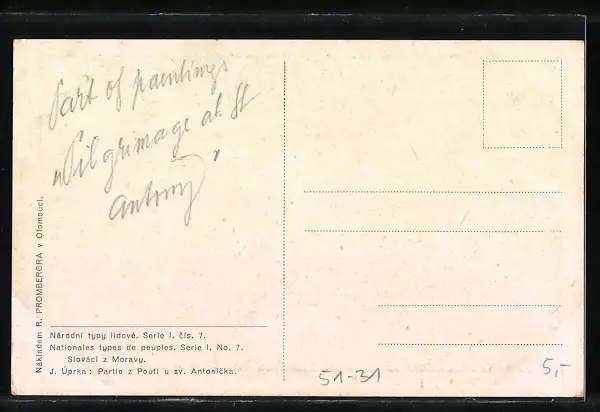 Part of paintings
„Pilgrimage at St
Antony"
Nákladem R. PROMBERGRA v Olomouci.
Národní typy lidové. Serie I. čís. 7.
Nationales types de peuples. Serie I. No. 7.
Slováci z Moravy.
J. Úprka: Partie z Pouti u sv. Antoníčka.
51-31
5,-